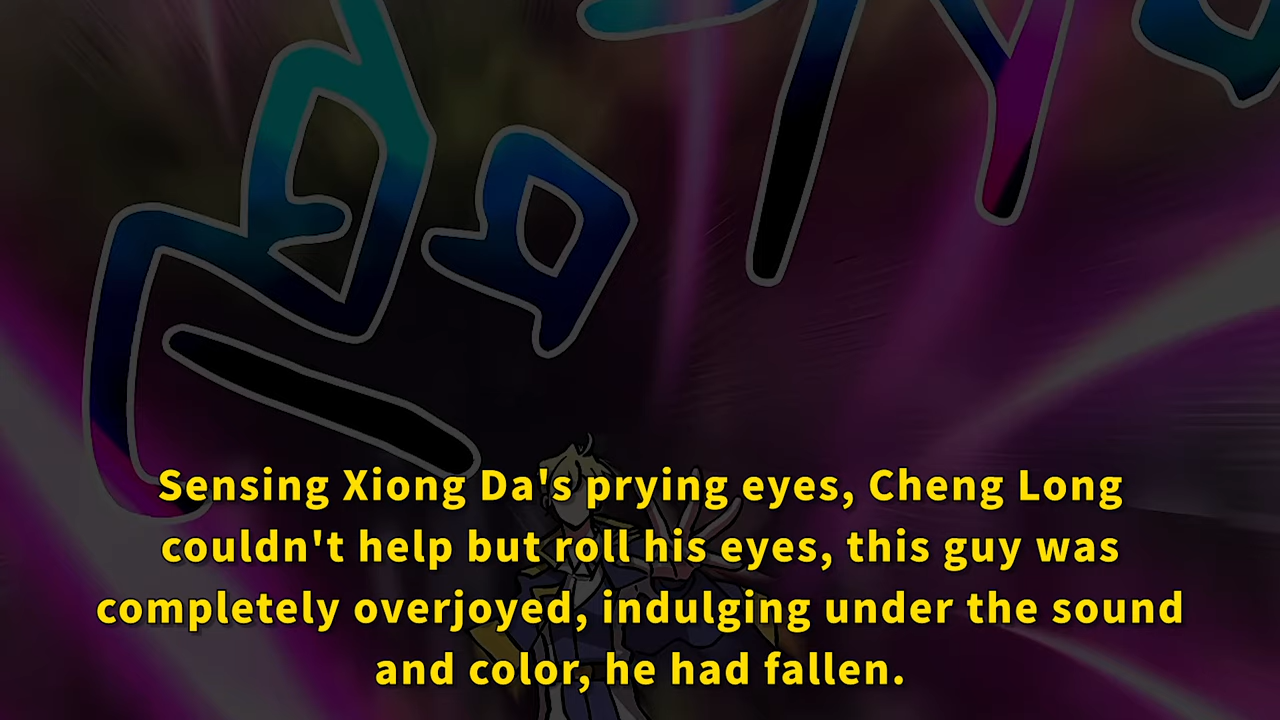 Sensing Xiong Da's prying eyes, Cheng Long
couldn't help but roll his eyes, this guy was
completely overjoyed, indulging under the sound
and color, he had fallen.